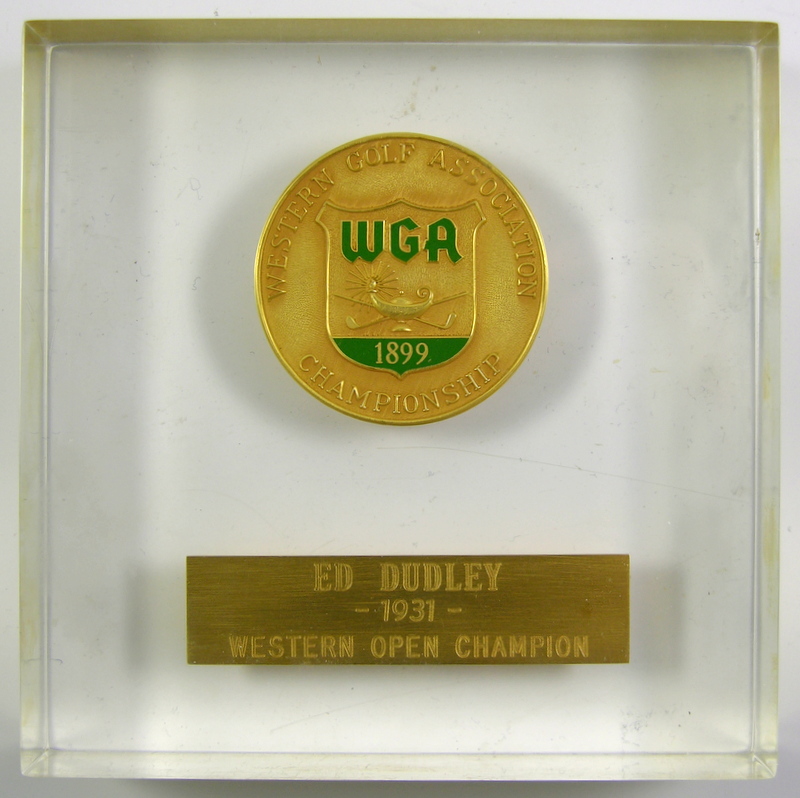 WESTERN GOLF ASSOCIATION
WGA
1899
CHAMPIONSHIP
ED DUDLEY
- 1931 -
WESTERN OPEN CHAMPION